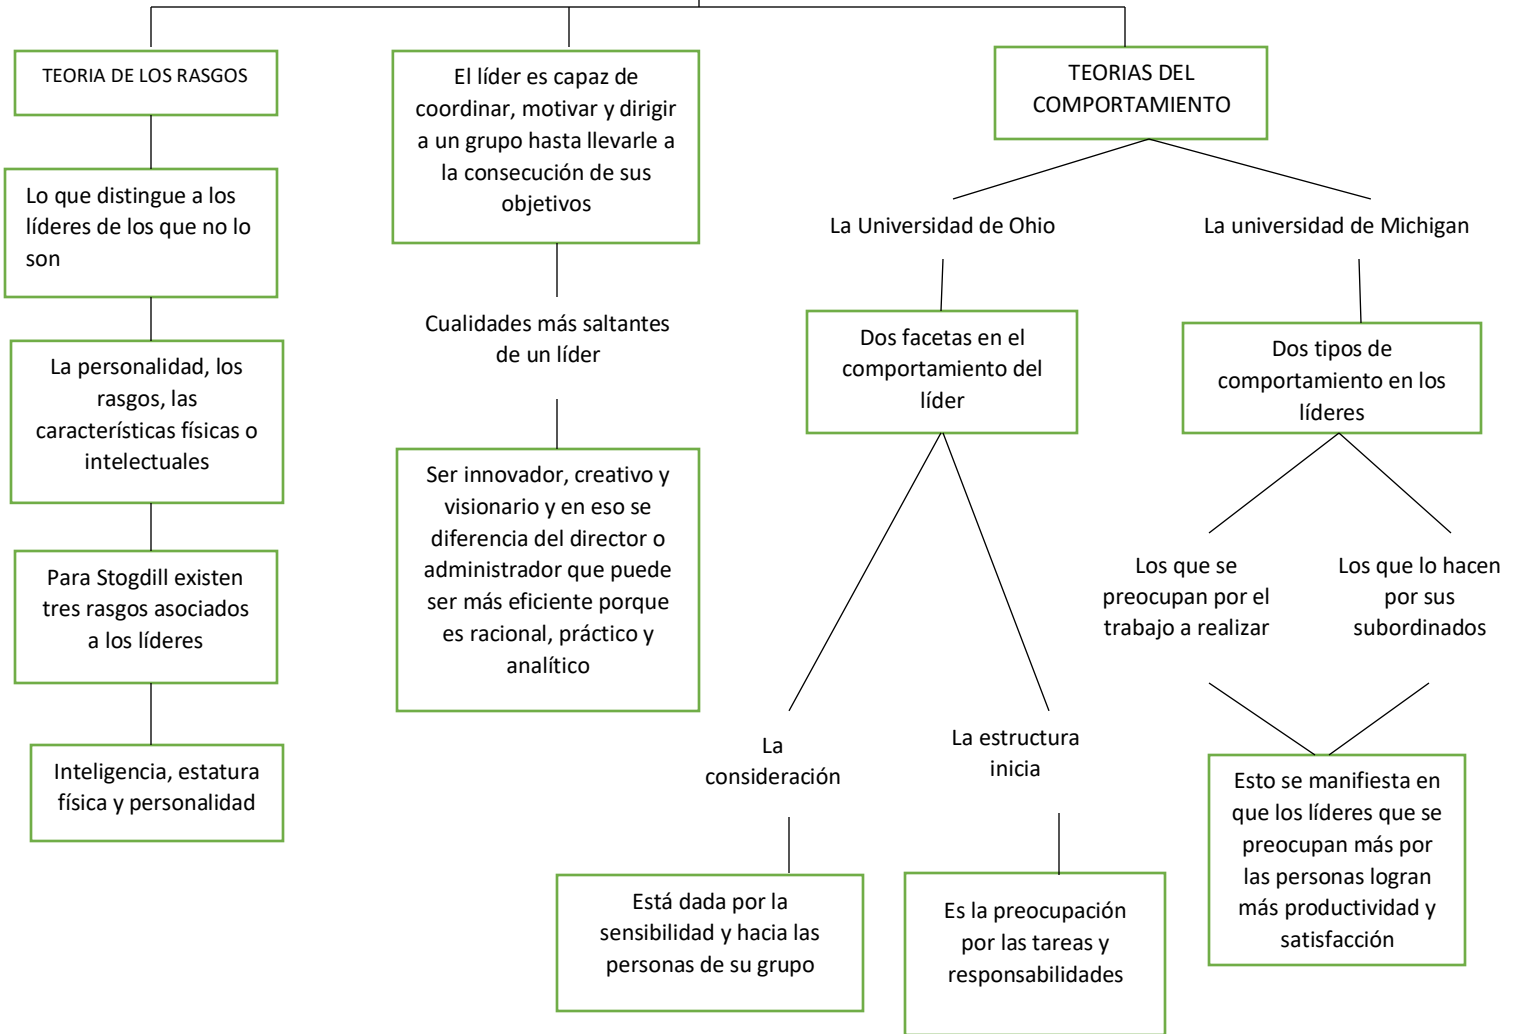 TEORIA DE LOS RASGOS
Lo que distingue a los
líderes de los que no lo
son
La personalidad, los
rasgos, las
características físicas o
intelectuales
Para Stogdill existen
tres rasgos asociados
a los líderes
Inteligencia, estatura
física y personalidad
El líder es capaz de
coordinar, motivar y dirigir
a un grupo hasta llevarle a
la consecución de sus
objetivos
Cualidades más saltantes
de un líder
Ser innovador, creativo y
visionario y en eso se
diferencia del director o
administrador que puede
ser más eficiente porque
es racional, práctico y
analítico
TEORIAS DEL
COMPORTAMIENTO
La Universidad de Ohio
Dos facetas en el
comportamiento del
líder
La
consideración
Está dada por la
sensibilidad y hacia las
personas de su grupo
La estructura
inicia
Es la preocupación
por las tareas y
responsabilidades
La universidad de Michigan
Dos tipos de
comportamiento en los
líderes
Los que se
preocupan por el
trabajo a realizar
Los que lo hacen
por sus
subordinados
Esto se manifiesta en
que los líderes que se
preocupan más por
las personas logran
más productividad y
satisfacción